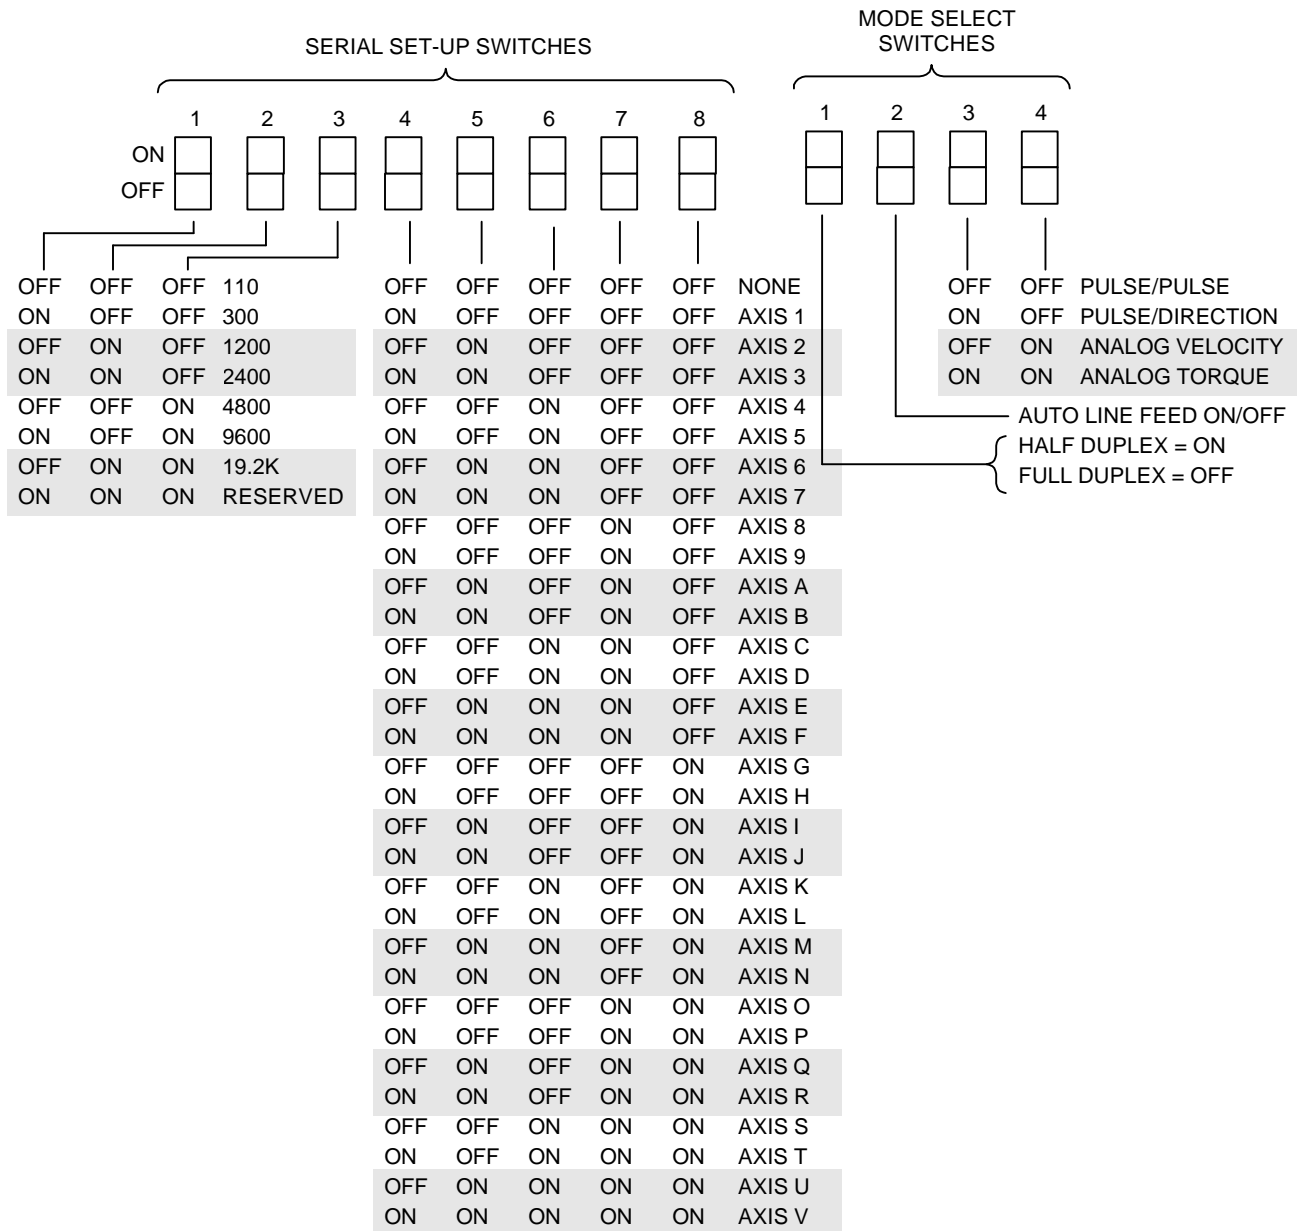 MODE SELECT
SWITCHES
SERIAL SET-UP SWITCHES
1 2 3 4 5 6 7 8 1 2 3 4
ON
OFF
OFF OFF OFF 110 OFF OFF OFF OFF OFF NONE OFF OFF PULSE/PULSE
ON OFF OFF 300 ON OFF OFF OFF OFF AXIS 1 ON OFF PULSE/DIRECTION
OFF ON OFF 1200 OFF ON OFF OFF OFF AXIS 2 OFF ON ANALOG VELOCITY
ON ON OFF 2400 ON ON OFF OFF OFF AXIS 3 ON ON ANALOG TORQUE
OFF OFF ON 4800 OFF OFF ON OFF OFF AXIS 4 AUTO LINE FEED ON/OFF
ON OFF ON 9600 ON OFF ON OFF OFF AXIS 5 HALF DUPLEX = ON
OFF ON ON 19.2K OFF ON ON OFF OFF AXIS 6 FULL DUPLEX = OFF
ON ON ON RESERVED ON ON ON OFF OFF AXIS 7
OFF OFF OFF ON OFF AXIS 8
ON OFF OFF ON OFF AXIS 9
OFF ON OFF ON OFF AXIS A
ON ON OFF ON OFF AXIS B
OFF OFF ON ON OFF AXIS C
ON OFF ON ON OFF AXIS D
OFF ON ON ON OFF AXIS E
ON ON ON ON OFF AXIS F
OFF OFF OFF OFF ON AXIS G
ON OFF OFF OFF ON AXIS H
OFF ON OFF OFF ON AXIS I
ON ON OFF OFF ON AXIS J
OFF OFF ON OFF ON AXIS K
ON OFF ON OFF ON AXIS L
OFF ON ON OFF ON AXIS M
ON ON ON OFF ON AXIS N
OFF OFF OFF ON ON AXIS O
ON OFF OFF ON ON AXIS P
OFF ON OFF ON ON AXIS Q
ON ON OFF ON ON AXIS R
OFF OFF ON ON ON AXIS S
ON OFF ON ON ON AXIS T
OFF ON ON ON ON AXIS U
ON ON ON ON ON AXIS V